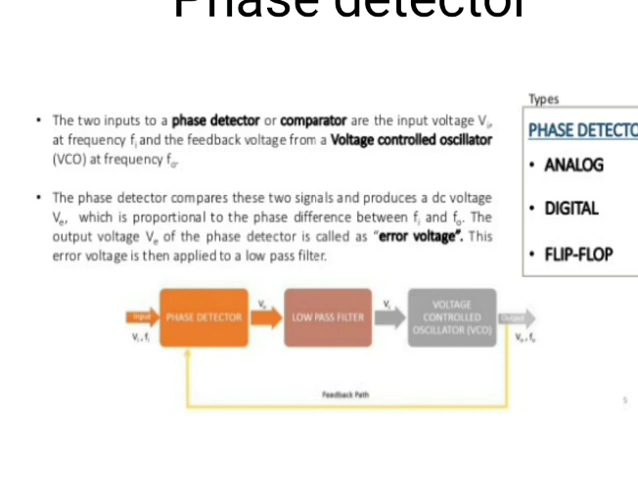 Phase detector
• The two inputs to a phase detector or comparator are the input voltage Vi,
at frequency fi and the feedback voltage from a Voltage controlled oscillator
(VCO) at frequency fo.
• The phase detector compares these two signals and produces a dc voltage
Ve, which is proportional to the phase difference between fi and fo. The
output voltage Ve of the phase detector is called as “error voltage”. This
error voltage is then applied to a low pass filter.
Types
PHASE DETECTO
• ANALOG
• DIGITAL
• FLIP-FLOP
Input
Vi, fi
PHASE DETECTOR
Ve
LOW PASS FILTER
VOLTAGE
CONTROLLED
OSCILLATOR (VCO)
Output
Vo, fo
Feedback Path
5